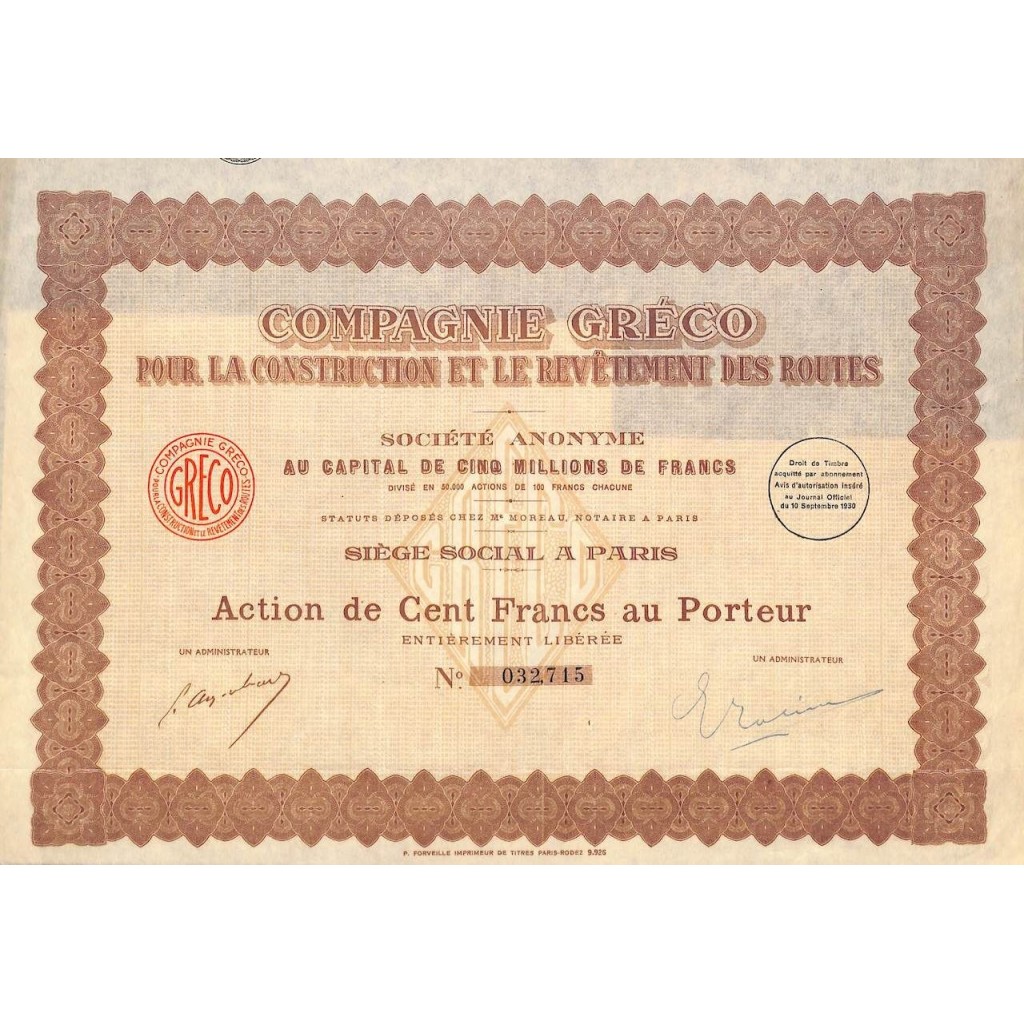 COMPAGNIE GRÉCO
POUR LA CONSTRUCTION ET LE REVÊTEMENT DES ROUTES
SOCIÉTÉ ANONYME
AU CAPITAL DE CINQ MILLIONS DE FRANCS
DIVISÉ EN 50.000 ACTIONS DE 100 FRANCS CHACUNE
STATUTS DÉPOSÉS CHEZ Me MOREAU, NOTAIRE A PARIS
SIÈGE SOCIAL A PARIS
COMPAGNIE GRÉCO
GRECO
POUR LA CONSTRUCTION ET LE REVÊTEMENT DES ROUTES
Droit de Timbre
acquitté par abonnement
Avis d'autorisation inséré
au Journal Officiel
du 10 Septembre 1930
Action de Cent Francs au Porteur
ENTIÈREMENT LIBÉRÉE
UN ADMINISTRATEUR
UN ADMINISTRATEUR
No. 032,715
P. FORVEILLE IMPRIMEUR DE TITRES PARIS-RODEZ 9.926